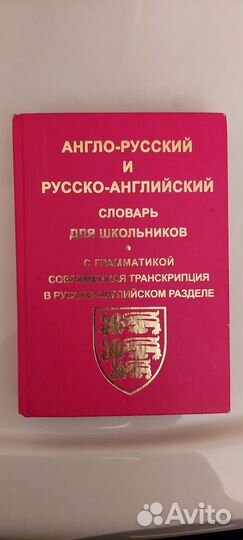 АНГЛО-РУССКИЙ
И
РУССКО-АНГЛИЙСКИЙ
СЛОВАРЬ
ДЛЯ ШКОЛЬНИКОВ
•
С ГРАММАТИКОЙ
СОВРЕМЕННАЯ ТРАНСКРИПЦИЯ
В РУССКО-АНГЛИЙСКОМ РАЗДЕЛЕ
Avito